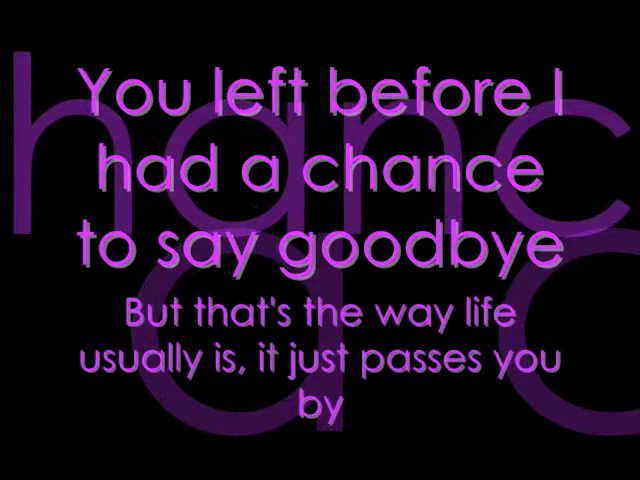 You left before I
had a chance
to say goodbye
But that's the way life
usually is, it just passes you
by